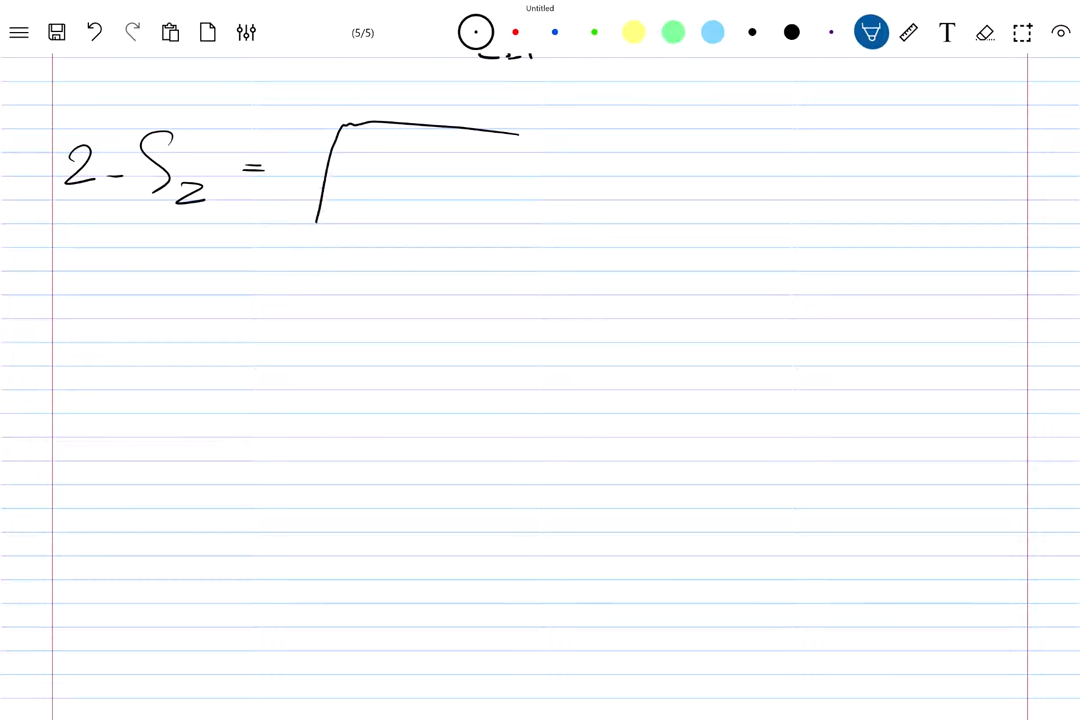 Untitled
(5/5)
T
2 - S₂ =